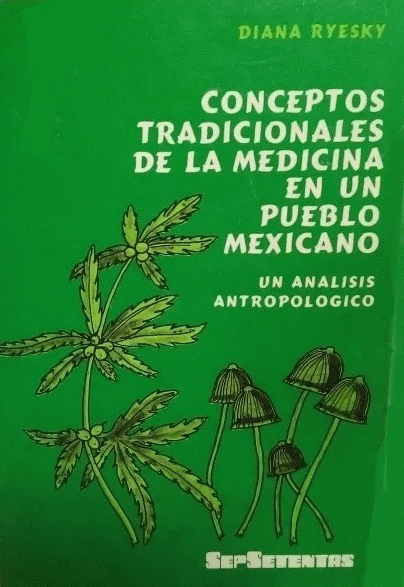 DIANA RYESKY
CONCEPTOS
TRADICIONALES
DE LA MEDICINA
EN UN
PUEBLO
MEXICANO
UN ANALISIS
ANTROPOLOGICO
SEPSETENTAS